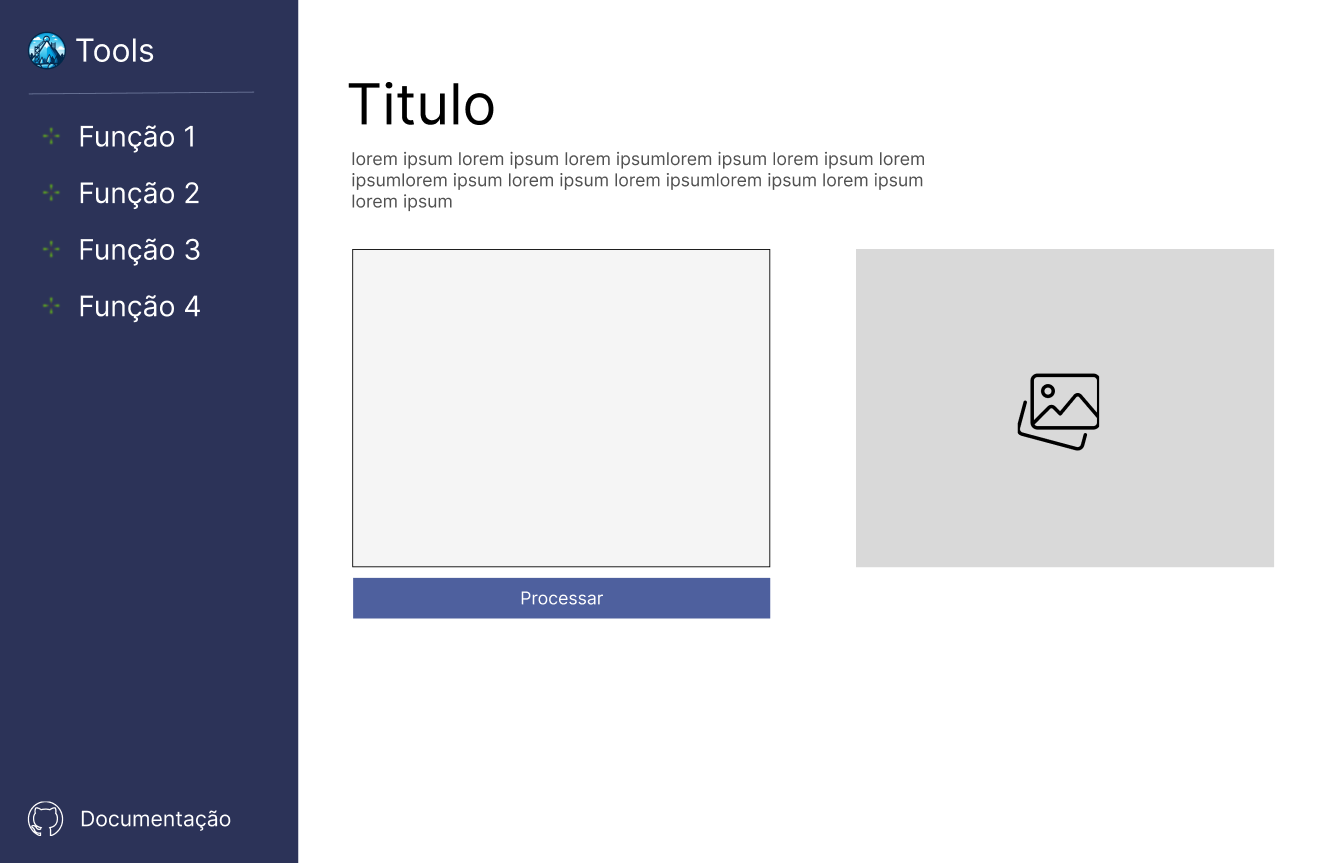 Tools
Função 1
Função 2
Função 3
Função 4
Documentação
Titulo
lorem ipsum lorem ipsum lorem ipsumlorem ipsum lorem ipsum lorem
ipsumlorem ipsum lorem ipsum lorem ipsumlorem ipsum lorem ipsum
lorem ipsum
Processar